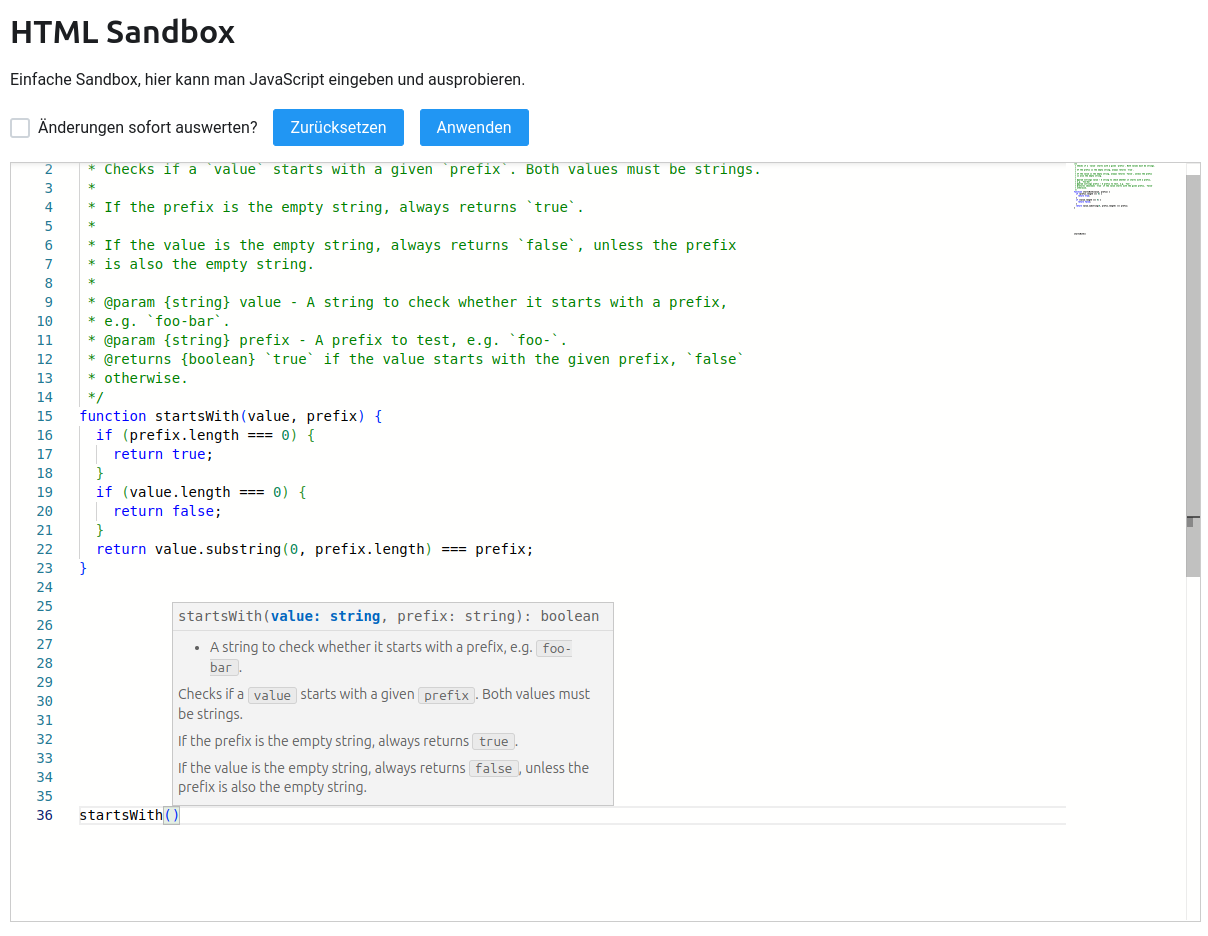 HTML Sandbox
Einfache Sandbox, hier kann man JavaScript eingeben und ausprobieren.
Änderungen sofort auswerten? Zurücksetzen Anwenden
2 * Checks if a `value` starts with a given `prefix`. Both values must be strings.
3 *
4 * If the prefix is the empty string, always returns `true`.
5 *
6 * If the value is the empty string, always returns `false`, unless the prefix
7 * is also the empty string.
8 *
9 * @param {string} value - A string to check whether it starts with a prefix,
10 * e.g. `foo-bar`.
11 * @param {string} prefix - A prefix to test, e.g. `foo-`.
12 * @returns {boolean} `true` if the value starts with the given prefix, `false`
13 * otherwise.
14 */
15 function startsWith(value, prefix) {
16 if (prefix.length === 0) {
17 return true;
18 }
19 if (value.length === 0) {
20 return false;
21 }
22 return value.substring(0, prefix.length) === prefix;
23 }
24
25
26
27
28
29
30
31
32
33
34
35
startsWith(value: string, prefix: string): boolean
• A string to check whether it starts with a prefix, e.g. foo-
bar.
Checks if a value starts with a given prefix. Both values must
be strings.
If the prefix is the empty string, always returns true.
If the value is the empty string, always returns false, unless the
prefix is also the empty string.
36 startsWith()